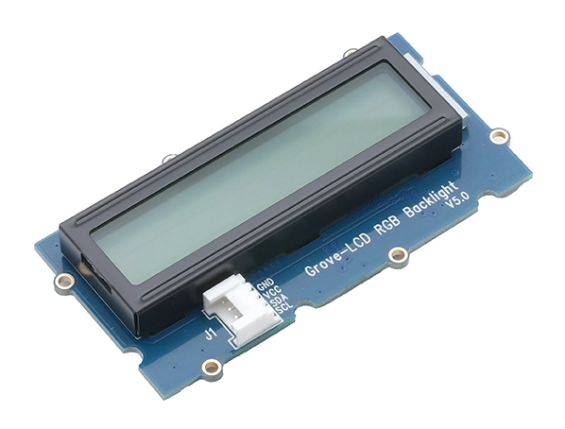 Grove-LCD RGB Backlight
V5.0
GND
VCC
SDA
SCL
J1